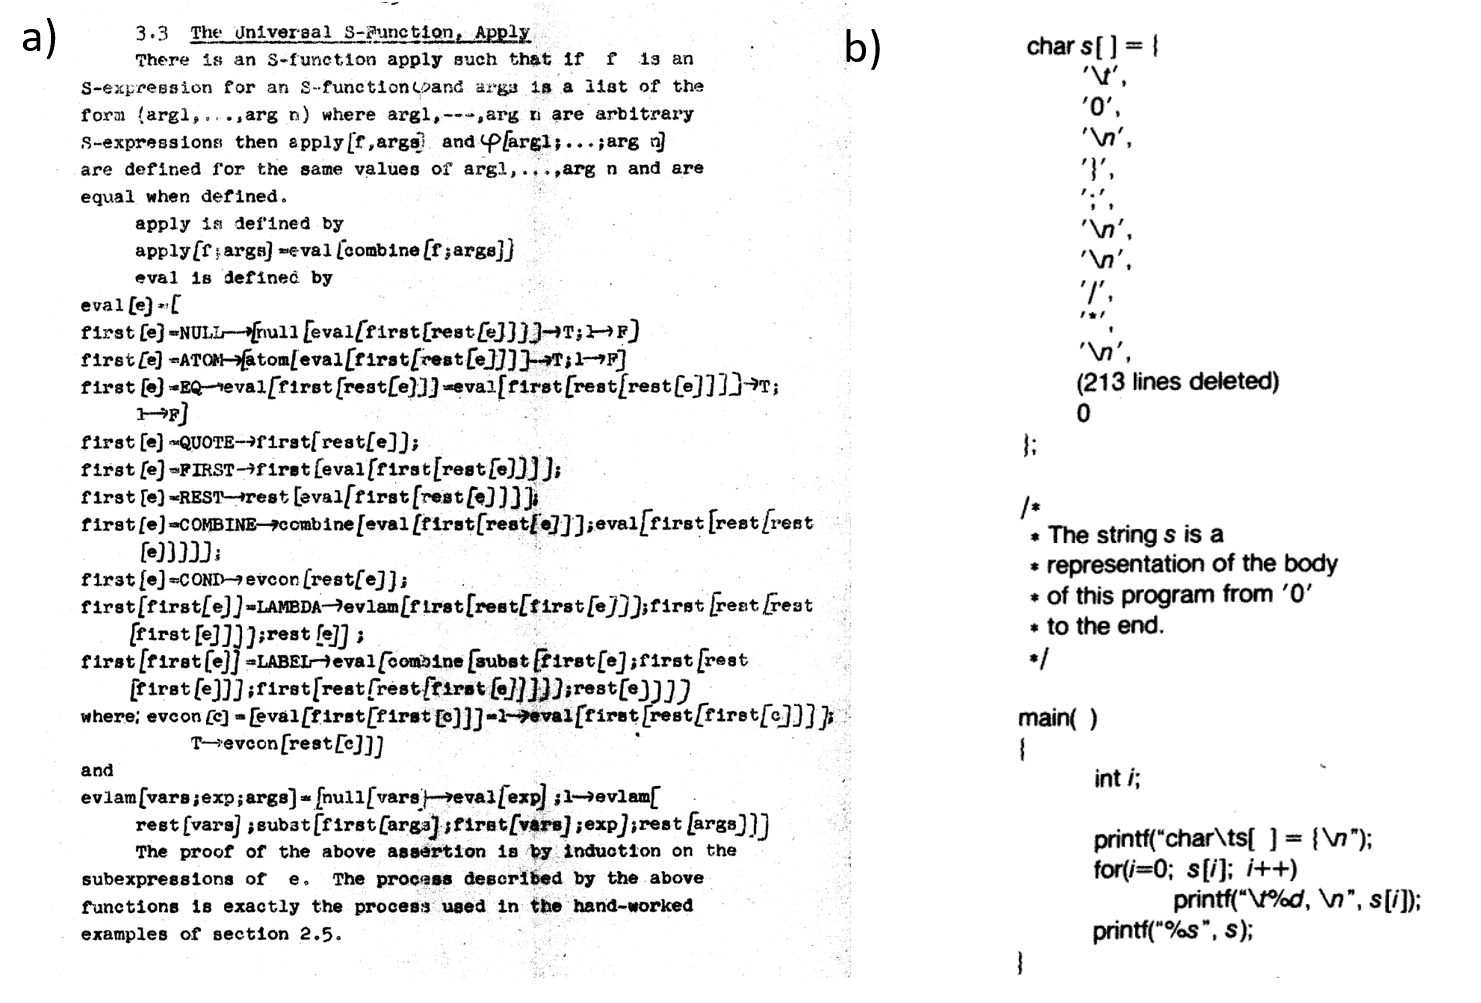 a)
3.3 The Universal S-Function, Apply
There is an S-function apply such that if f is an
S-expression for an S-function φ and args is a list of the
form (arg1,...,arg n) where arg1,---,arg n are arbitrary
S-expressions then apply[f,args] and φ[arg1;...;arg n]
are defined for the same values of arg1,...,arg n and are
equal when defined.
apply is defined by
apply[f;args]=eval[combine[f;args]]
eval is defined by
eval[e]=[
first[e]=NULL→[null[eval[first[rest[e]]]]→T;1→F]
first[e]=ATOM→[atom[eval[first[rest[e]]]]→T;1→F]
first[e]=EQ→eval[first[rest[e]]]=eval[first[rest[rest[e]]]]→T;
1→F]
first[e]=QUOTE→first[rest[e]];
first[e]=FIRST→first[eval[first[rest[e]]]];
first[e]=REST→rest[eval[first[rest[e]]]];
first[e]=COMBINE→combine[eval[first[rest[e]]];eval[first[rest[rest
[e]]]]];
first[e]=COND→evcon[rest[e]];
first[first[e]]=LAMBDA→evlam[first[rest[first[e]]];first[rest[rest
[first[e]]]];rest[e]];
first[first[e]]=LABEL→eval[combine[subst[first[e];first[rest
[first[e]]];first[rest[rest[first[e]]]]];rest[e]]]]
where: evcon[c]=[eval[first[first[c]]]=1→eval[first[rest[first[c]]]];
T→evcon[rest[c]]]
and
evlam[vars;exp;args]=[null[vars]→eval[exp];1→evlam[
rest[vars];subst[first[args];first[vars];exp];rest[args]]]
The proof of the above assertion is by induction on the
subexpressions of e. The process described by the above
functions is exactly the process used in the hand-worked
examples of section 2.5.
b)
char s[ ] = {
'\t',
'0',
'\n',
'}',
';',
'\n',
'\n',
'/',
'*',
'\n',
(213 lines deleted)
0
};
/*
* The string s is a
* representation of the body
* of this program from '0'
* to the end.
*/
main( )
{
int i;
printf("char\ts[ ] = {\n");
for(i=0; s[i]; i++)
printf("\t%d, \n", s[i]);
printf("%s", s);
}